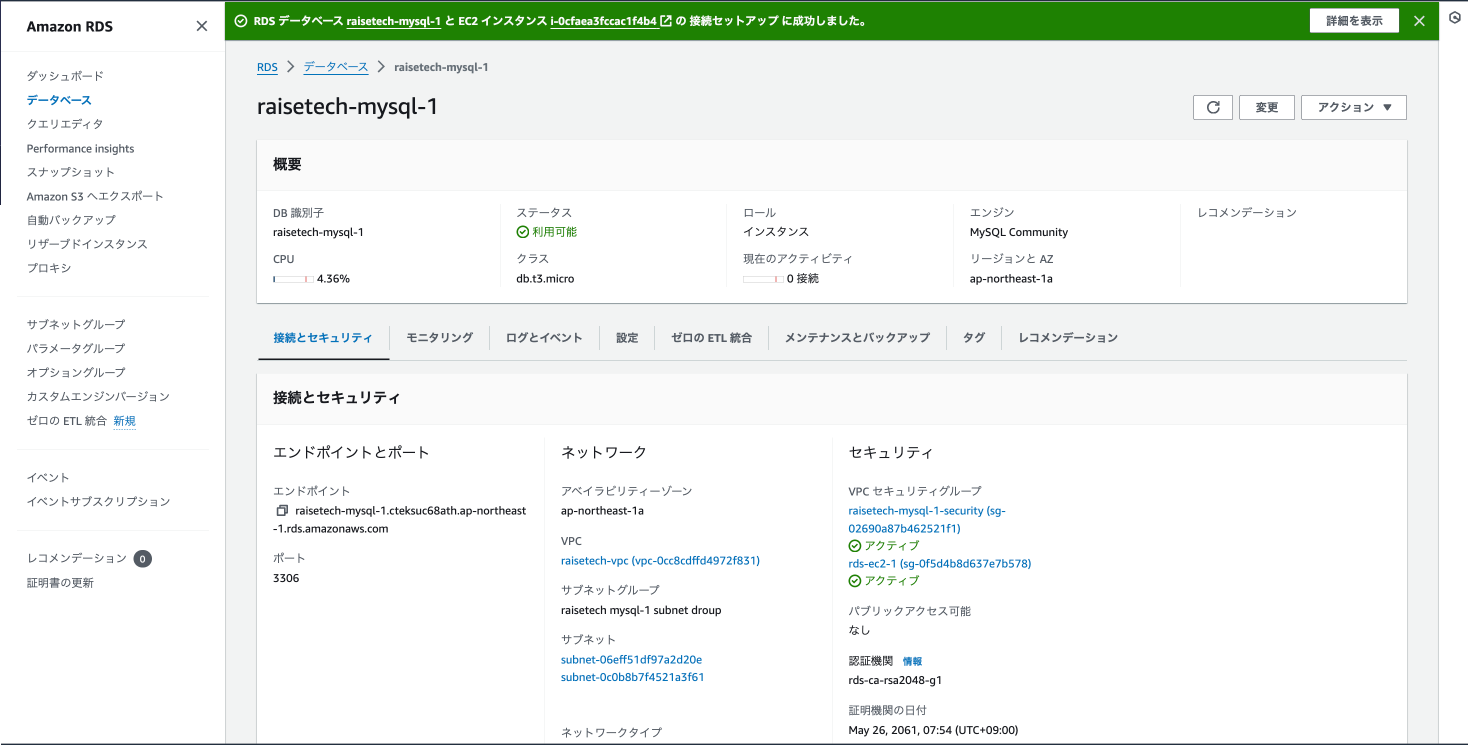 Amazon RDS
RDS データベース raisetech-mysql-1 と EC2 インスタンス i-0cfaea3fccac1f4b4 の 接続セットアップ に成功しました。
詳細を表示
ダッシュボード
データベース
クエリエディタ
Performance insights
スナップショット
Amazon S3 へエクスポート
自動バックアップ
リザーブドインスタンス
プロキシ
サブネットグループ
パラメータグループ
オプショングループ
カスタムエンジンバージョン
ゼロの ETL 統合 新規
イベント
イベントサブスクリプション
レコメンデーション 0
証明書の更新
RDS データベース raisetech-mysql-1
raisetech-mysql-1
変更
アクション
概要
DB 識別子
raisetech-mysql-1
CPU
4.36%
ステータス
利用可能
クラス
db.t3.micro
ロール
インスタンス
現在のアクティビティ
0 接続
エンジン
MySQL Community
リージョンと AZ
ap-northeast-1a
レコメンデーション
接続とセキュリティ モニタリング ログとイベント 設定 ゼロの ETL 統合 メンテナンスとバックアップ タグ レコメンデーション
接続とセキュリティ
エンドポイントとポート
エンドポイント
raisetech-mysql-1.cteksuc68ath.ap-northeast
-1.rds.amazonaws.com
ポート
3306
ネットワーク
アベイラビリティーゾーン
ap-northeast-1a
VPC
raisetech-vpc (vpc-0cc8cdffd4972f831)
サブネットグループ
raisetech mysql-1 subnet droup
サブネット
subnet-06eff51df97a2d20e
subnet-0c0b8b7f4521a3f61
ネットワークタイプ
セキュリティ
VPC セキュリティグループ
raisetech-mysql-1-security (sg-
02690a87b462521f1)
アクティブ
rds-ec2-1 (sg-0f5d4b8d637e7b578)
アクティブ
パブリックアクセス可能
なし
認証機関 情報
rds-ca-rsa2048-g1
証明機関の日付
May 26, 2061, 07:54 (UTC+09:00)